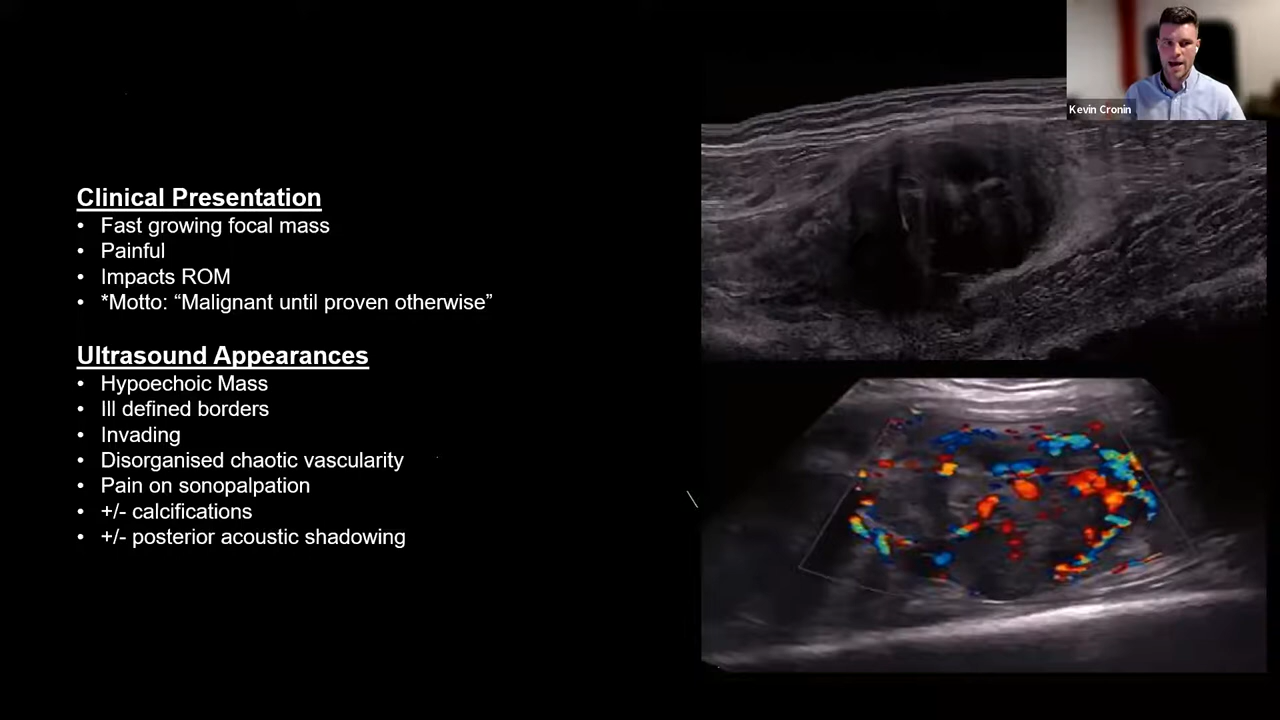 Kevin Cronin
Clinical Presentation
• Fast growing focal mass
• Painful
• Impacts ROM
• *Motto: “Malignant until proven otherwise”
Ultrasound Appearances
• Hypoechoic Mass
• Ill defined borders
• Invading
• Disorganised chaotic vascularity
• Pain on sonopalpation
• +/- calcifications
• +/- posterior acoustic shadowing